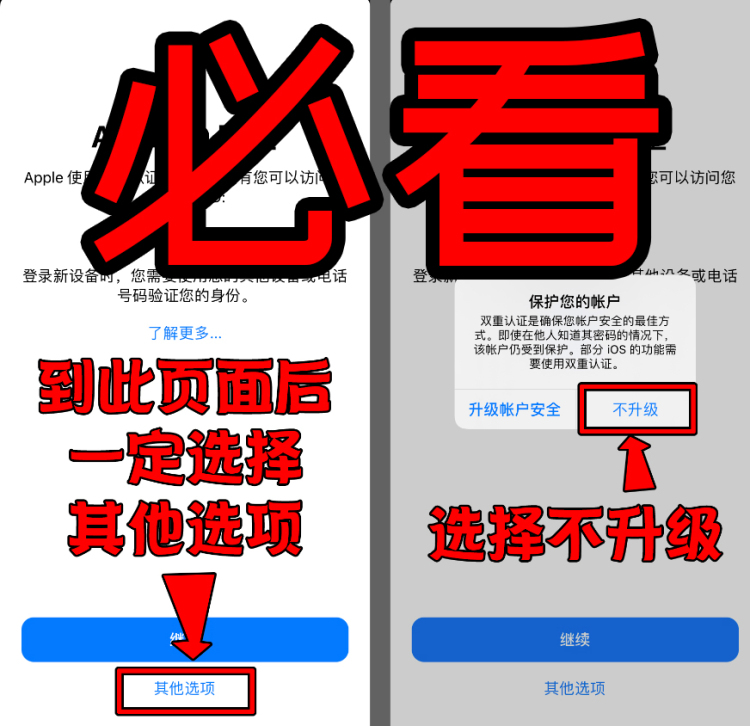 必看
Apple 使
有您可以访问
登录新设备时，您需要使用您的其他设备或电话
号码验证您的身份。
了解更多...
到此页面后
一定选择
其他选项
继
其他选项
您可以访问您
登录
其他设备或电话
保护您的帐户
双重认证是确保您帐户安全的最佳方
式。即使在他人知道其密码的情况下，
该帐户仍受到保护。部分 iOS 的功能需
要使用双重认证。
升级帐户安全
不升级
选择不升级
继续
其他选项